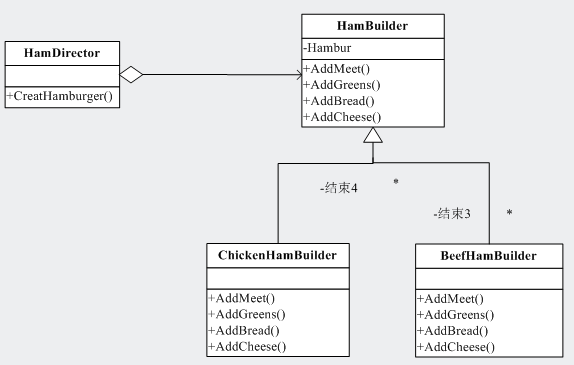 HamBuilder
-Hambur
+AddMeet()
+AddGreens()
+AddBread()
+AddCheese()
HamDirector
+CreatHamburger()
-结束4
*
-结束3
*
ChickenHamBuilder
+AddMeet()
+AddGreens()
+AddBread()
+AddCheese()
BeefHamBuilder
+AddMeet()
+AddGreens()
+AddBread()
+AddCheese()